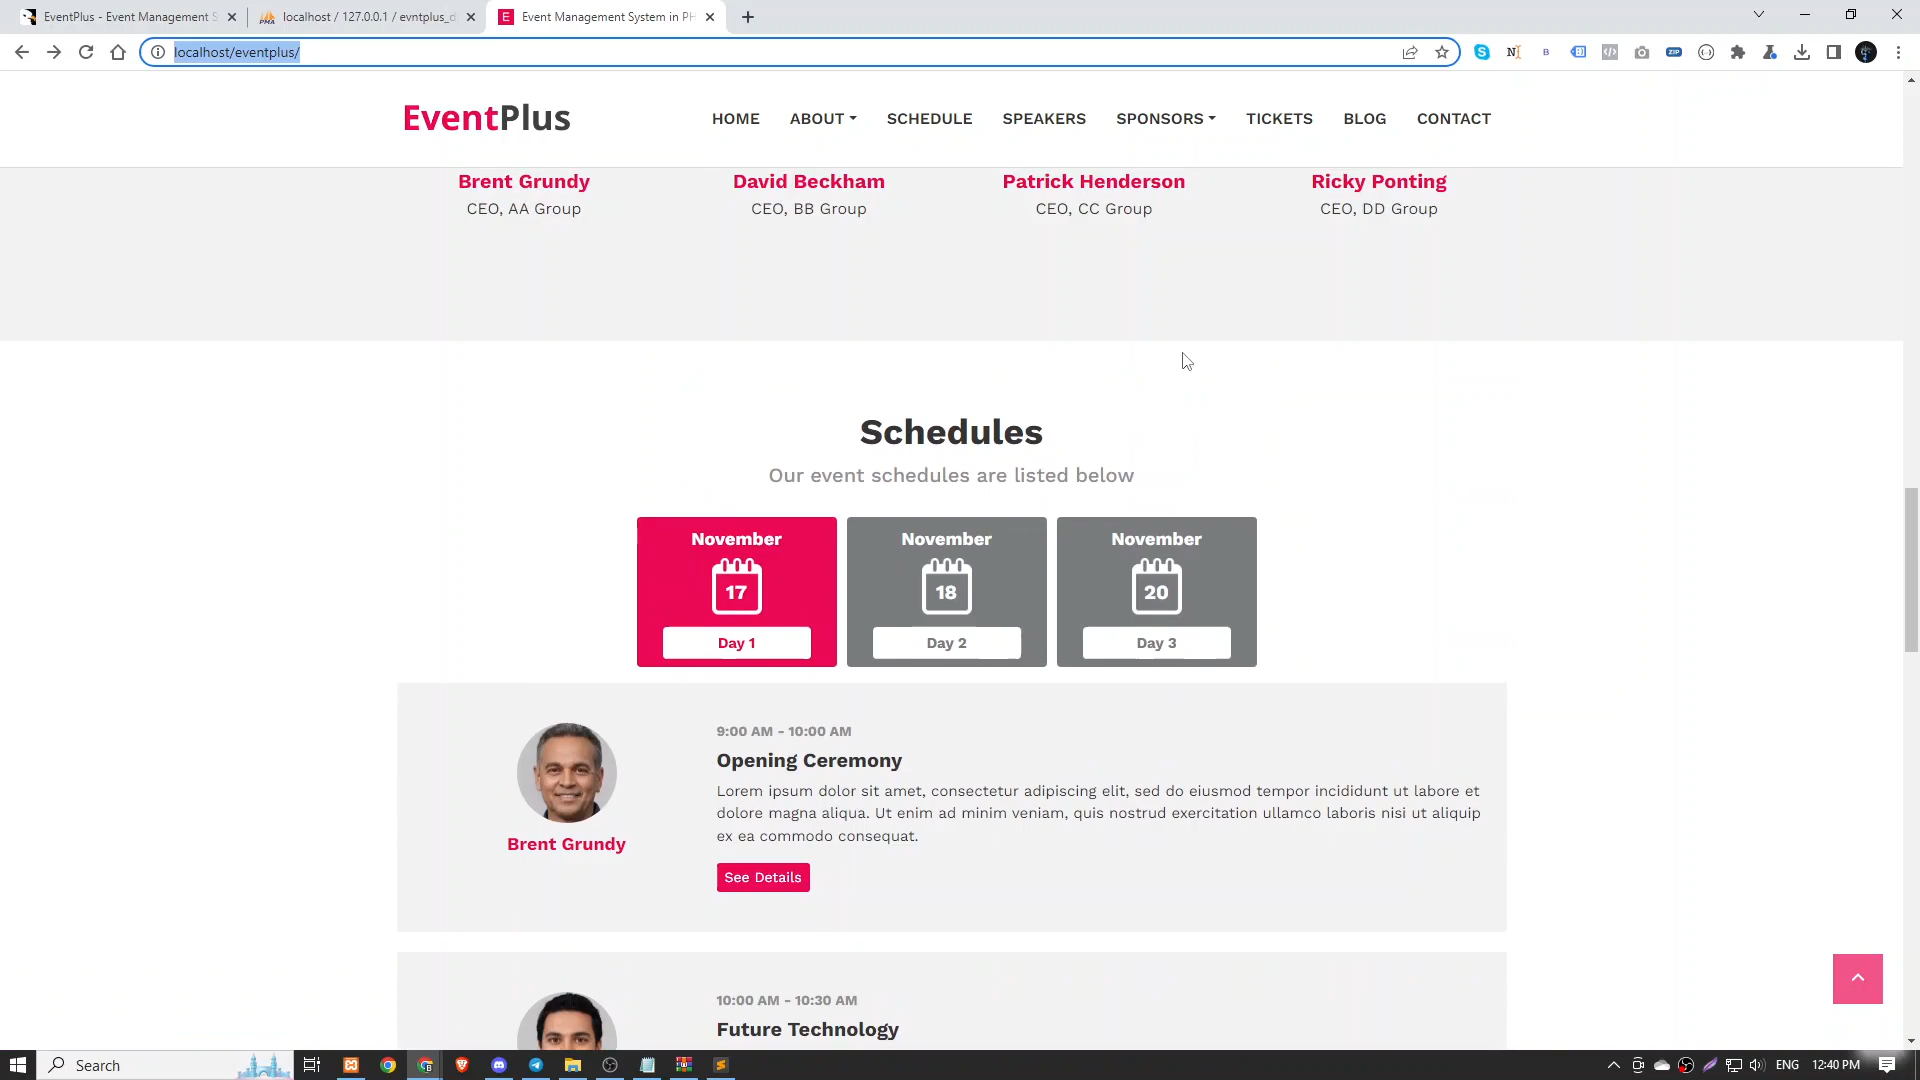 EventPlus - Event Management S
localhost / 127.0.0.1 / evntplus_d
Event Management System in PH
localhost/eventplus/
EventPlus
HOME
ABOUT
SCHEDULE
SPEAKERS
SPONSORS
TICKETS
BLOG
CONTACT
Brent Grundy
David Beckham
Patrick Henderson
Ricky Ponting
CEO, AA Group
CEO, BB Group
CEO, CC Group
CEO, DD Group
Schedules
Our event schedules are listed below
November
November
November
17
18
20
Day 1
Day 2
Day 3
9:00 AM - 10:00 AM
Opening Ceremony
Lorem ipsum dolor sit amet, consectetur adipiscing elit, sed do eiusmod tempor incididunt ut labore et
dolore magna aliqua. Ut enim ad minim veniam, quis nostrud exercitation ullamco laboris nisi ut aliquip
ex ea commodo consequat.
Brent Grundy
See Details
10:00 AM - 10:30 AM
Future Technology
Search
ENG
12:40 PM